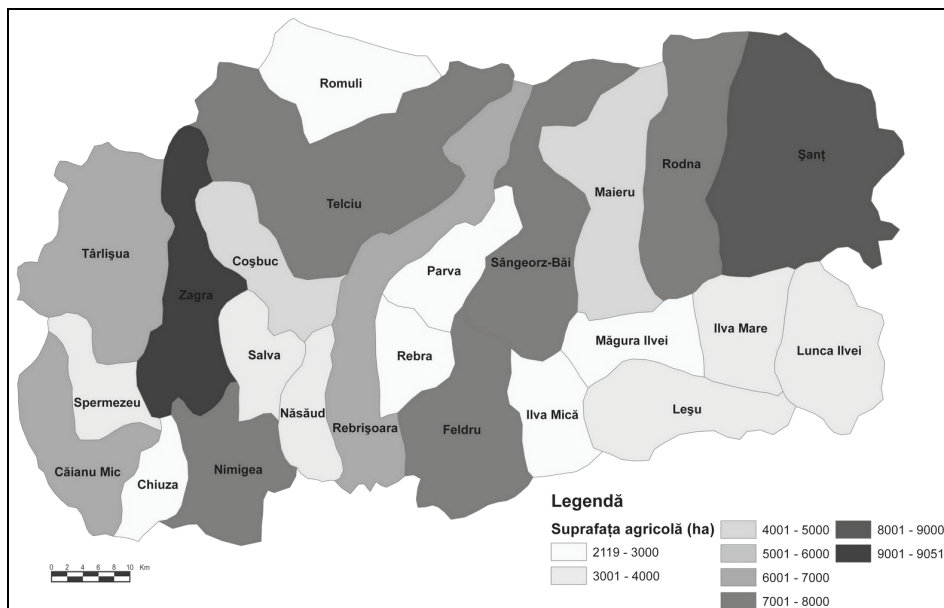 Romuli
Șanț
Rodna
Maieru
Telciu
Târlișua
Coșbuc
Parva
Sângeorz-Băi
Zagra
Ilva Mare
Măgura Ilvei
Lunca Ilvei
Salva
Rebra
Spermezeu
Năsăud
Ilva Mică
Leșu
Rebrișoara
Feldru
Căianu Mic
Nimigea
Chiuza
Legendă
Suprafața agricolă (ha)
2119 - 3000
3001 - 4000
4001 - 5000
5001 - 6000
6001 - 7000
7001 - 8000
8001 - 9000
9001 - 9051
0 2 4 6 8 10 Km